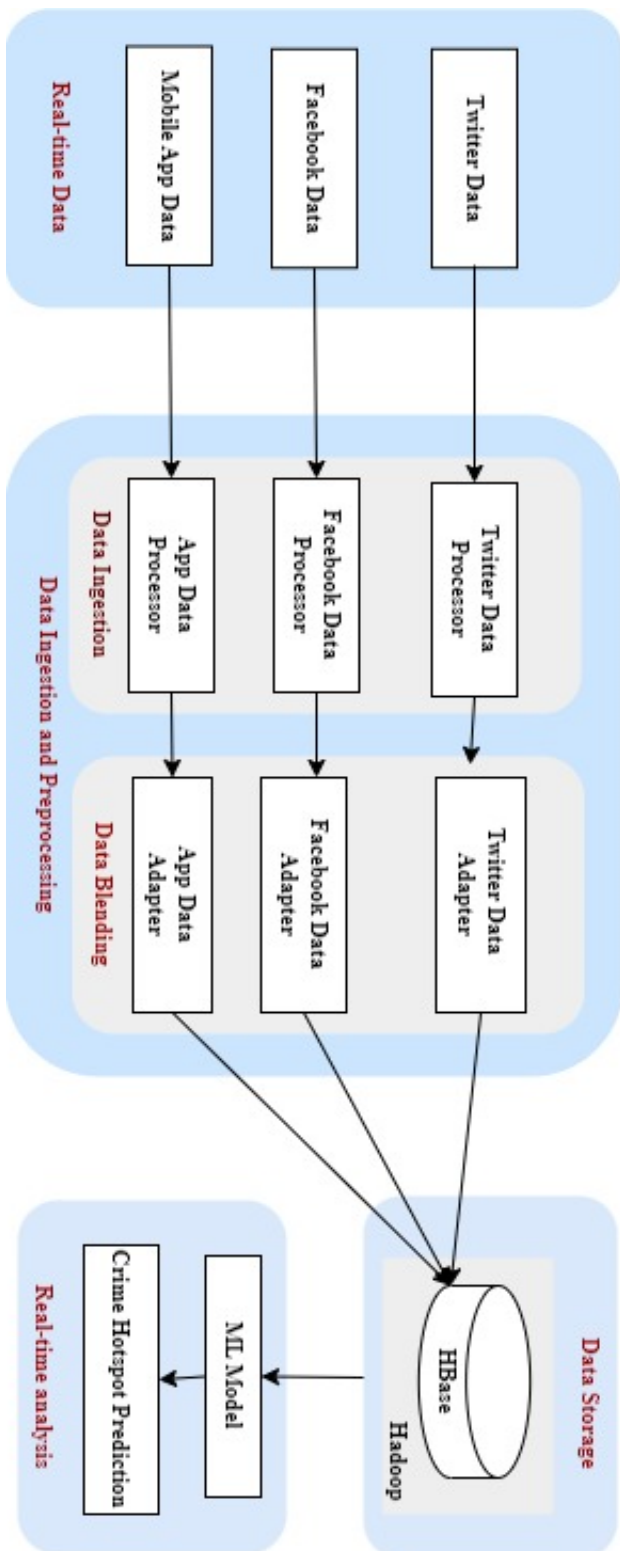 Twitter Data
Facebook Data
Mobile App Data
Real-time Data
Twitter Data
Processor
Facebook Data
Processor
App Data
Processor
Data Ingestion
Twitter Data
Adapter
Facebook Data
Adapter
App Data
Adapter
Data Blending
Data Ingestion and Preprocessing
Data Storage
HBase
Hadoop
ML Model
Crime Hotspot Prediction
Real-time analysis